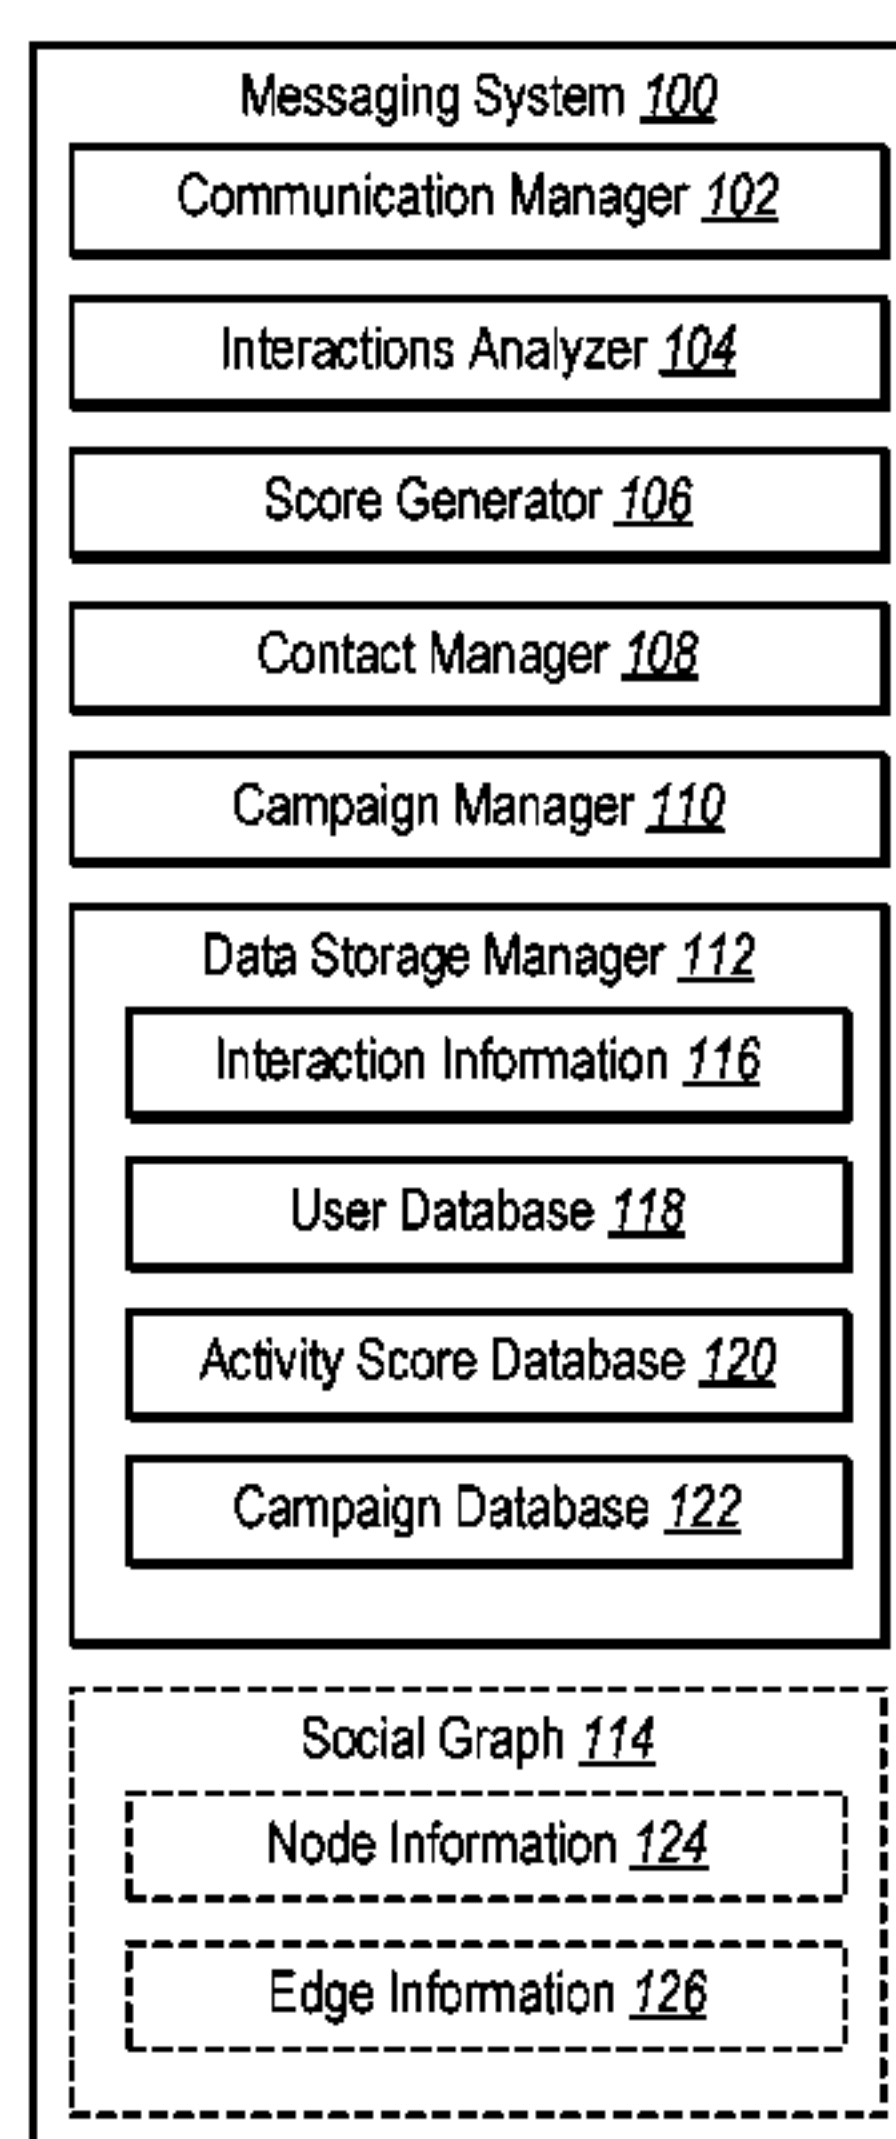 Messaging System 100
Communication Manager 102
Interactions Analyzer 104
Score Generator 106
Contact Manager 108
Campaign Manager 110
Data Storage Manager 112
Interaction Information 116
User Database 118
Activity Score Database 120
Campaign Database 122
Social Graph 114
Node Information 124
Edge Information 126